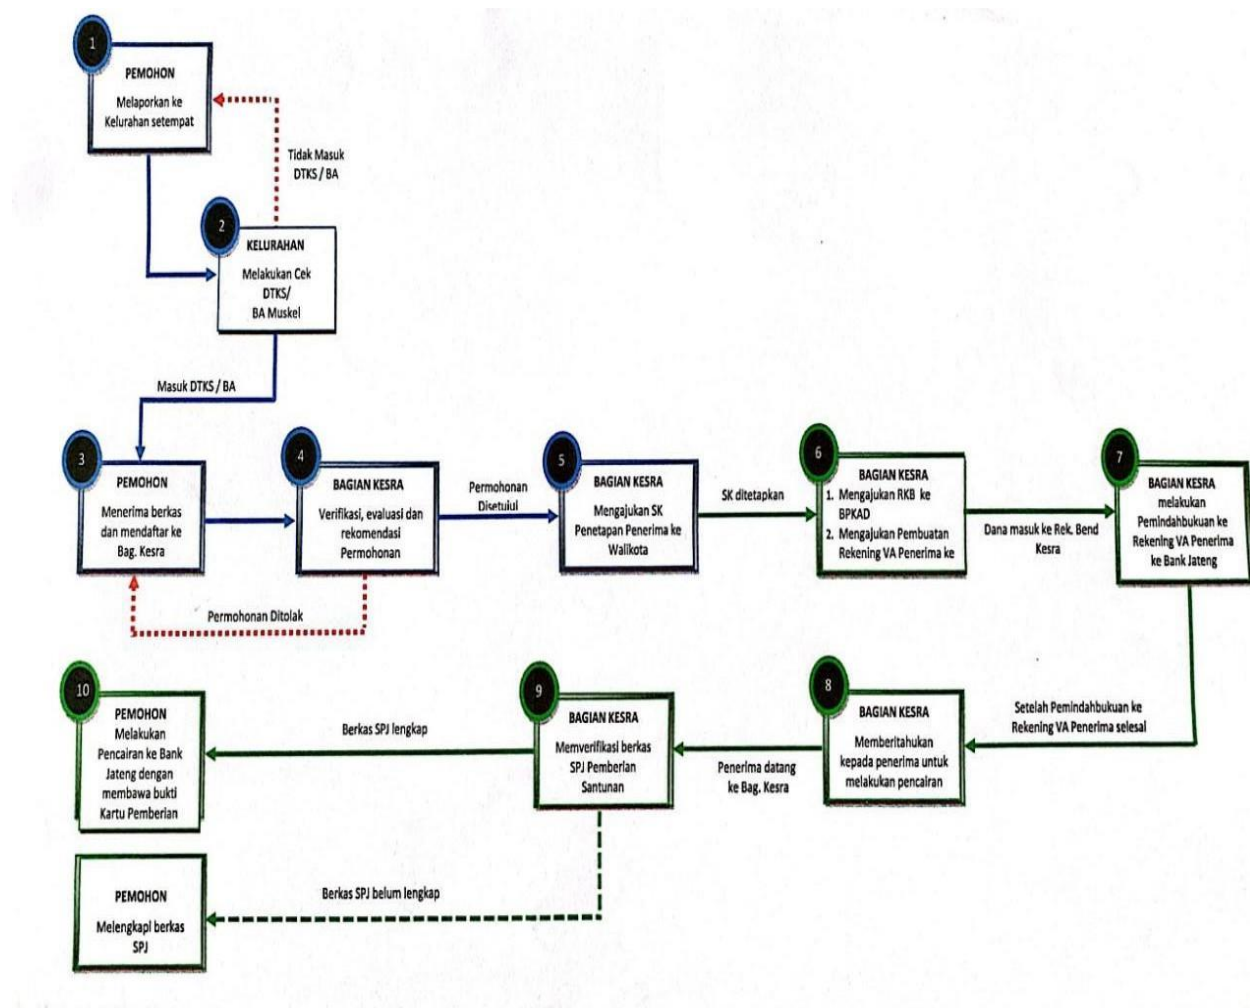 1
PEMOHON
Melaporkan ke
Kelurahan setempat
Tidak Masuk
DTKS / BA
2
KELURAHAN
Melakukan Cek
DTKS/
BA Muskel
Masuk DTKS / BA
3
PEMOHON
Menerima berkas
dan mendaftar ke
Bag. Kesra
4
BAGIAN KESRA
Verifikasi, evaluasi dan
rekomendasi
Permohonan
Permohonan Ditolak
Permohonan
Disetujui
5
BAGIAN KESRA
Mengajukan SK
Penetapan Penerima ke
Walikota
SK ditetapkan
6
BAGIAN KESRA
1. Mengajukan RKB ke
BPKAD
2. Mengajukan Pembuatan
Rekening VA Penerima ke
Dana masuk ke Rek. Bend
Kesra
7
BAGIAN KESRA
melakukan
Pemindahbukuan ke
Rekening VA Penerima
ke Bank Jateng
Setelah Pemindahbukuan ke
Rekening VA Penerima selesai
8
BAGIAN KESRA
Memberitahukan
kepada penerima untuk
melakukan pencairan
Penerima datang
ke Bag. Kesra
9
BAGIAN KESRA
Memverifikasi berkas
SPJ Pemberian
Santunan
Berkas SPJ lengkap
10
PEMOHON
Melakukan
Pencairan ke Bank
Jateng dengan
membawa bukti
Kartu Pemberian
Berkas SPJ belum lengkap
PEMOHON
Melengkapi berkas
SPJ